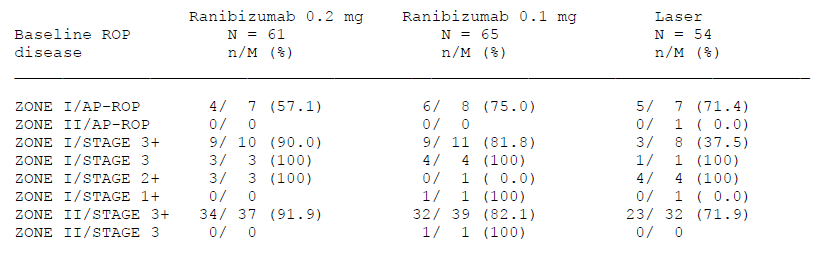 Ranibizumab 0.2 mg    Ranibizumab 0.1 mg        Laser
Baseline ROP            N = 61                N = 65                N = 54
disease                 n/M (%)               n/M (%)               n/M (%)
ZONE I/AP-ROP         4/  7 (57.1)          6/  8 (75.0)          5/  7 (71.4)
ZONE II/AP-ROP        0/  0                 0/  0                 0/  1 ( 0.0)
ZONE I/STAGE 3+       9/ 10 (90.0)          9/ 11 (81.8)          3/  8 (37.5)
ZONE I/STAGE 3        3/  3 (100)           4/  4 (100)           1/  1 (100)
ZONE I/STAGE 2+       3/  3 (100)           0/  1 ( 0.0)          4/  4 (100)
ZONE I/STAGE 1+       0/  0                 1/  1 (100)           0/  1 ( 0.0)
ZONE II/STAGE 3+     34/ 37 (91.9)         32/ 39 (82.1)         23/ 32 (71.9)
ZONE II/STAGE 3       0/  0                 1/  1 (100)           0/  0